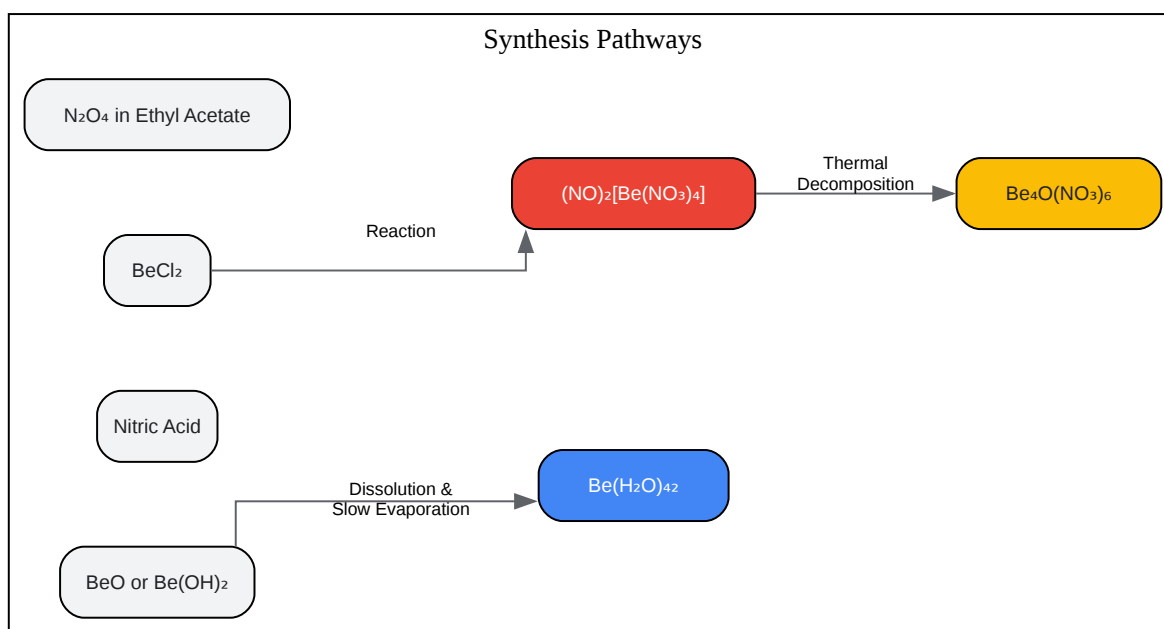 Synthesis Pathways
N₂O₄ in Ethyl Acetate
BeCl₂
Reaction
(NO)₂[Be(NO₃)₄]
Thermal
Decomposition
Be₄O(NO₃)₆
Nitric Acid
BeO or Be(OH)₂
Dissolution &
Slow Evaporation
Be(H₂O)₄₂